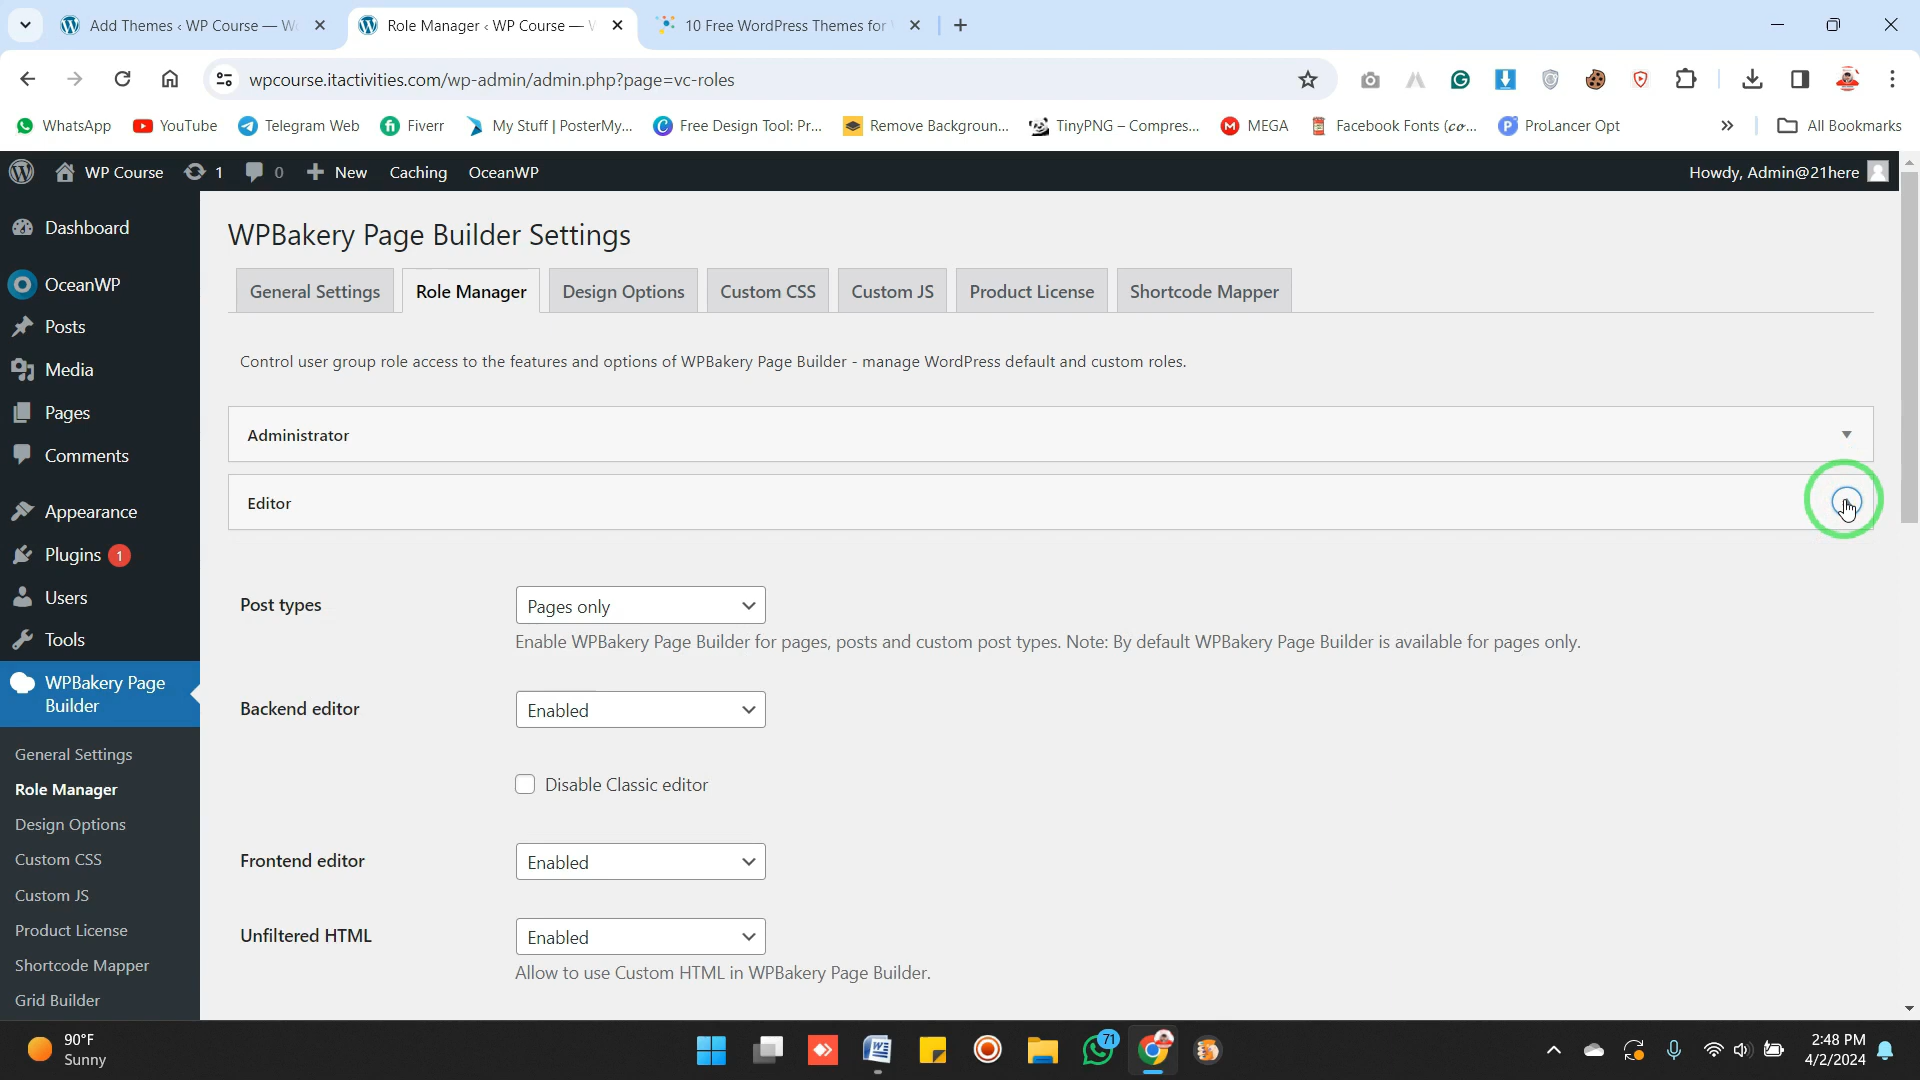 Add Themes ‹ WP Course — W
Role Manager ‹ WP Course —
10 Free WordPress Themes for
wpcourse.itactivities.com/wp-admin/admin.php?page=vc-roles
WhatsApp
YouTube
Telegram Web
Fiverr
My Stuff | PosterMy...
Free Design Tool: Pr...
Remove Backgroun...
TinyPNG – Compres...
MEGA
Facebook Fonts (co...
ProLancer Opt
All Bookmarks
WP Course
1
0
New
Caching
OceanWP
Howdy, Admin@21here
Dashboard
OceanWP
Posts
Media
Pages
Comments
Appearance
Plugins 1
Users
Tools
WPBakery Page
Builder
General Settings
Role Manager
Design Options
Custom CSS
Custom JS
Product License
Shortcode Mapper
Grid Builder
WPBakery Page Builder Settings
General Settings
Role Manager
Design Options
Custom CSS
Custom JS
Product License
Shortcode Mapper
Control user group role access to the features and options of WPBakery Page Builder - manage WordPress default and custom roles.
Administrator
Editor
Post types
Pages only
Enable WPBakery Page Builder for pages, posts and custom post types. Note: By default WPBakery Page Builder is available for pages only.
Backend editor
Enabled
Disable Classic editor
Frontend editor
Enabled
Unfiltered HTML
Enabled
Allow to use Custom HTML in WPBakery Page Builder.
90°F
Sunny
71
2:48 PM
4/2/2024